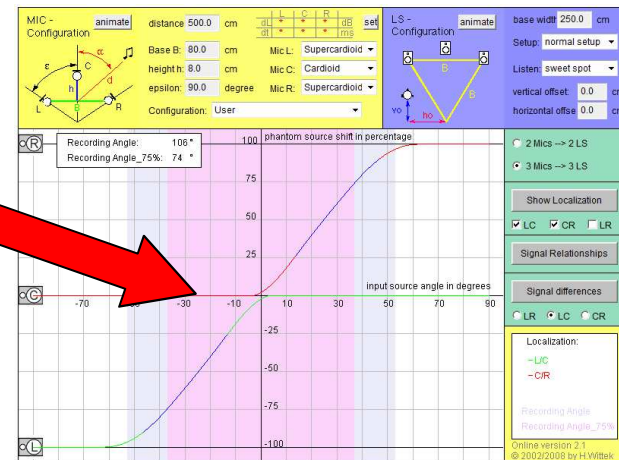 MIC -
Configuration
animate
distance 500.0 cm
L C R
dL * * * dB
dt * * * ms
set
Base B: 80.0 cm
Mic L: Supercardioid
height h: 8.0 cm
Mic C: Cardioid
epsilon: 90.0 degree
Mic R: Supercardioid
Configuration: User
α
ε
C
h
d
L
B
R
LS -
Configuration
animate
B
B
vo
ho
base width 250.0 cm
Setup: normal setup
Listen: sweet spot
vertical offset: 0.0 cm
horizontal offse 0.0 cm
R
Recording Angle: 106 °
Recording Angle_75%: 74 °
100 phantom source shift in percentage
75
50
25
input source angle in degrees
C
-70 -30 -10 10 30 50 70 90
-25
-50
-75
-100
L
2 Mics --> 2 LS
3 Mics --> 3 LS
Show Localization
LC CR LR
Signal Relationships
Signal differences
LR LC CR
Localization:
– L/C
– C/R
Recording Angle
Recording Angle_75%
Online version 2.1
© 2002/2008 by H.Wittek